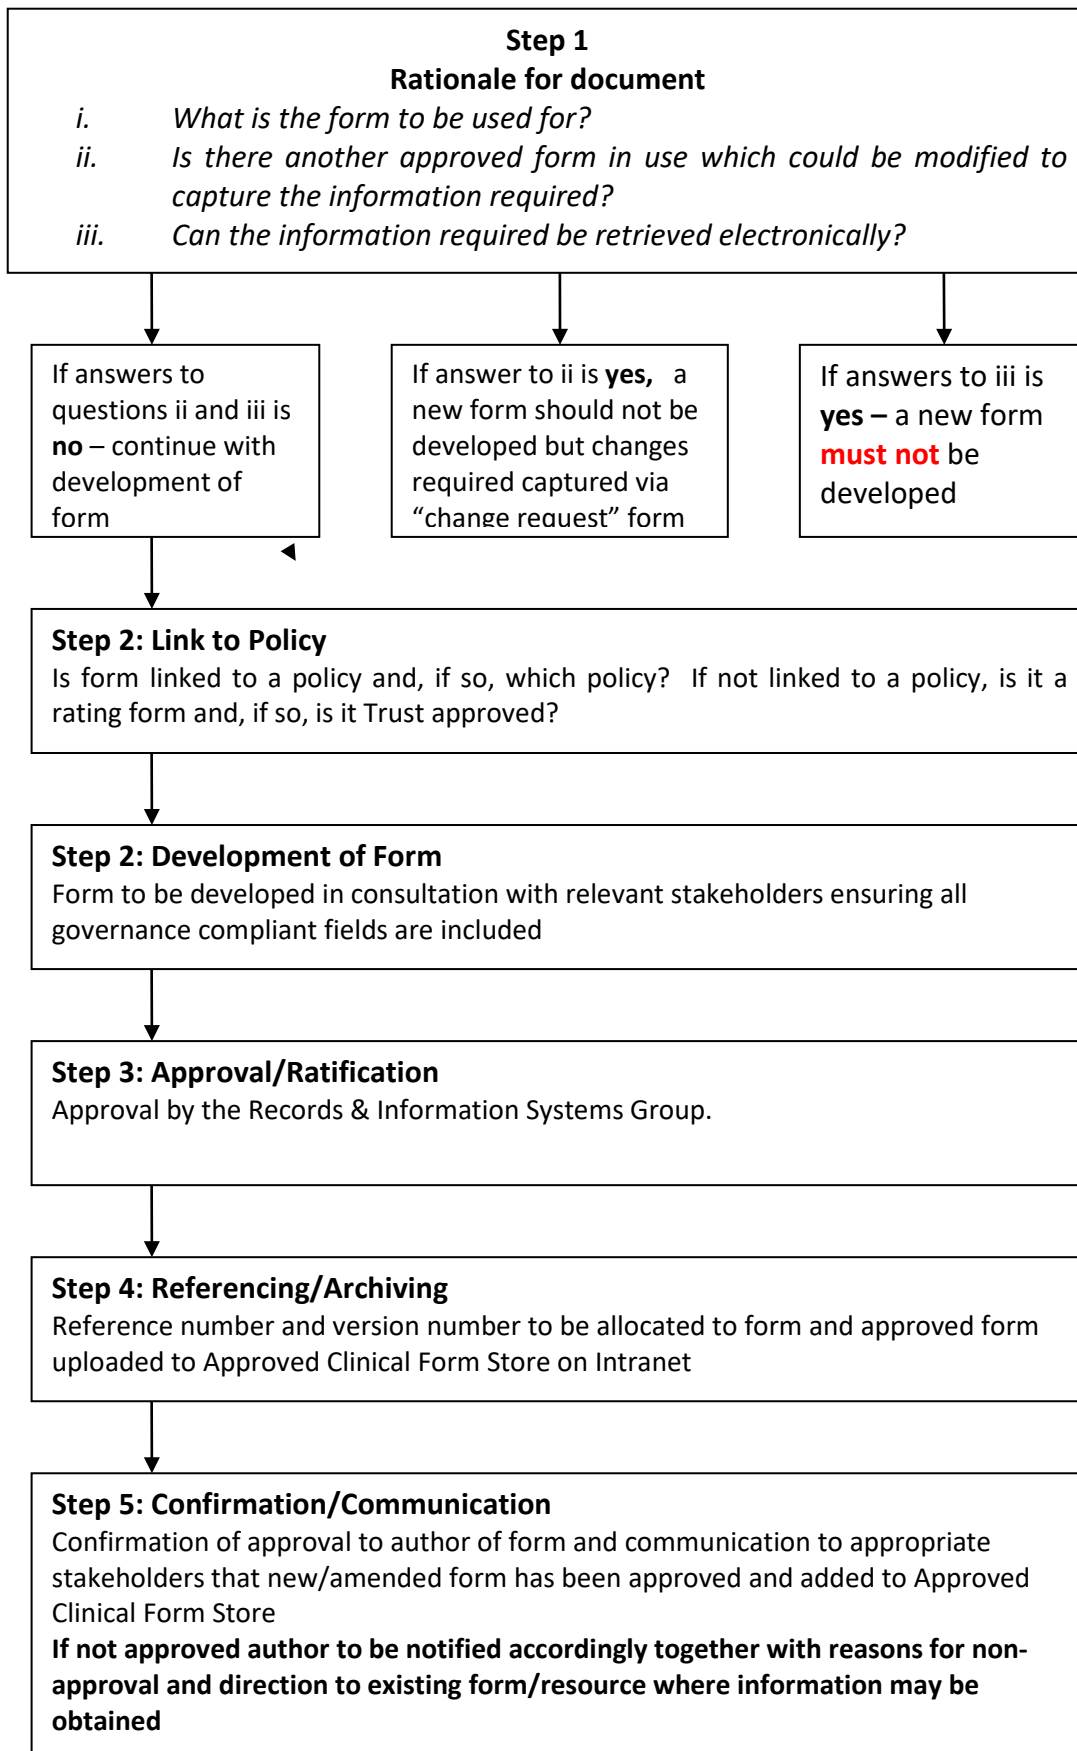 Step 1
Rationale for document
i. What is the form to be used for?
ii. Is there another approved form in use which could be modified to
capture the information required?
iii. Can the information required be retrieved electronically?
If answers to
questions ii and iii is
no – continue with
development of
form
If answer to ii is yes, a
new form should not be
developed but changes
required captured via
“change request” form
If answers to iii is
yes – a new form
must not be
developed
Step 2: Link to Policy
Is form linked to a policy and, if so, which policy? If not linked to a policy, is it a
rating form and, if so, is it Trust approved?
Step 2: Development of Form
Form to be developed in consultation with relevant stakeholders ensuring all
governance compliant fields are included
Step 3: Approval/Ratification
Approval by the Records & Information Systems Group.
Step 4: Referencing/Archiving
Reference number and version number to be allocated to form and approved form
uploaded to Approved Clinical Form Store on Intranet
Step 5: Confirmation/Communication
Confirmation of approval to author of form and communication to appropriate
stakeholders that new/amended form has been approved and added to Approved
Clinical Form Store
If not approved author to be notified accordingly together with reasons for non-
approval and direction to existing form/resource where information may be
obtained